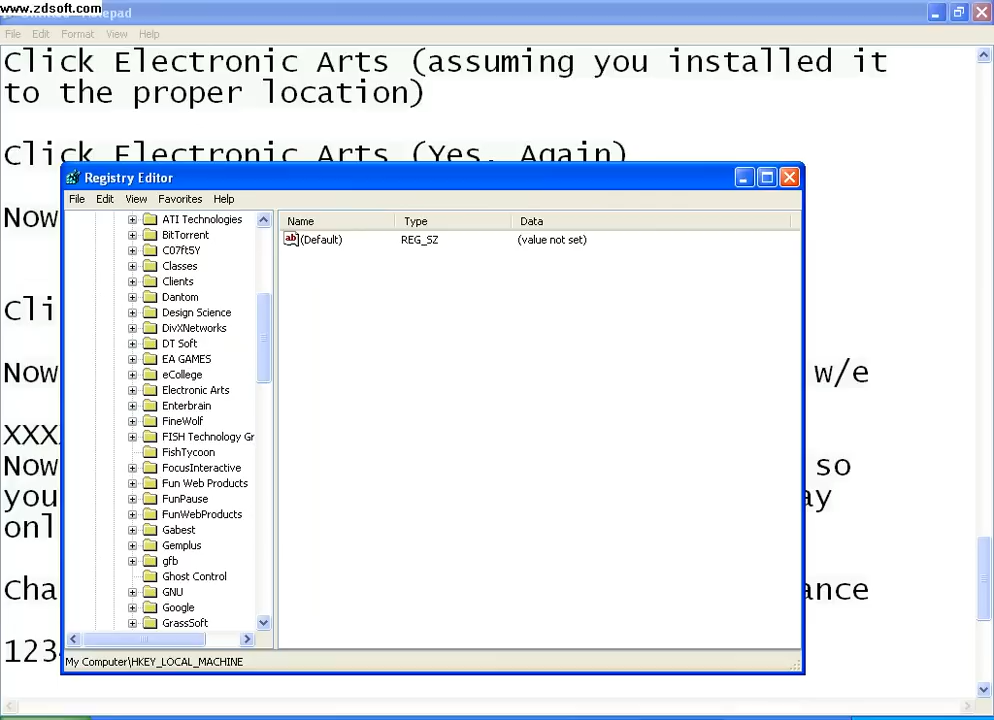 www.zdsoft.com
File Edit Format View Help
Click Electronic Arts (assuming you installed it
to the proper location)
Click Electronic Arts (Yes, Again)
Registry Editor
File Edit View Favorites Help
Name Type Data
(Default) REG_SZ (value not set)
ATI Technologies
BitTorrent
C07ft5Y
Classes
Clients
Dantom
Design Science
DivXNetworks
DT Soft
EA GAMES
eCollege
Electronic Arts
Enterbrain
FineWolf
FISH Technology Gr
FishTycoon
FocusInteractive
Fun Web Products
FunPause
FunWebProducts
Gabest
Gemplus
gfb
Ghost Control
GNU
Google
GrassSoft
My Computer\HKEY_LOCAL_MACHINE
Now
Cli
Now w/e
XXX
Now so
you ay
onl
Cha ance
123